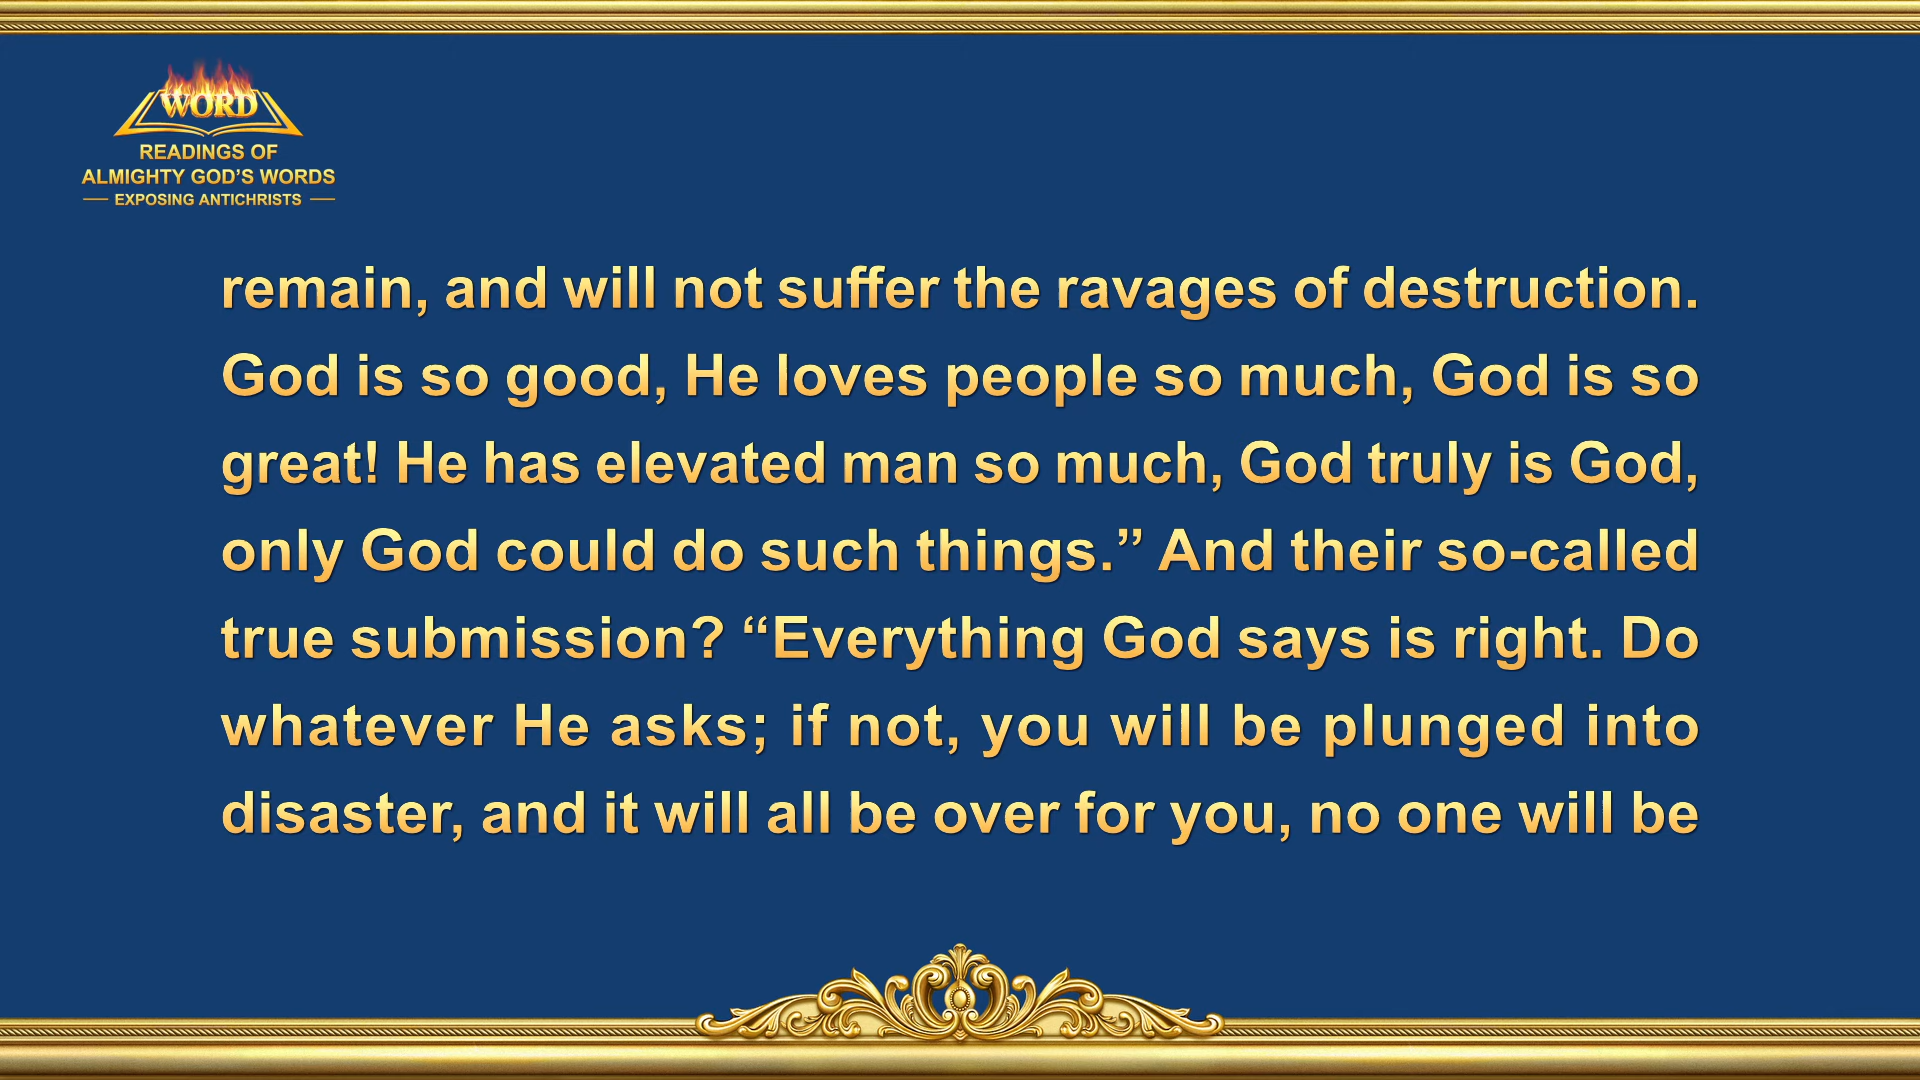 WORD
READINGS OF
ALMIGHTY GOD’S WORDS
EXPOSING ANTICHRISTS
remain, and will not suffer the ravages of destruction.
God is so good, He loves people so much, God is so
great! He has elevated man so much, God truly is God,
only God could do such things.” And their so-called
true submission? “Everything God says is right. Do
whatever He asks; if not, you will be plunged into
disaster, and it will all be over for you, no one will be